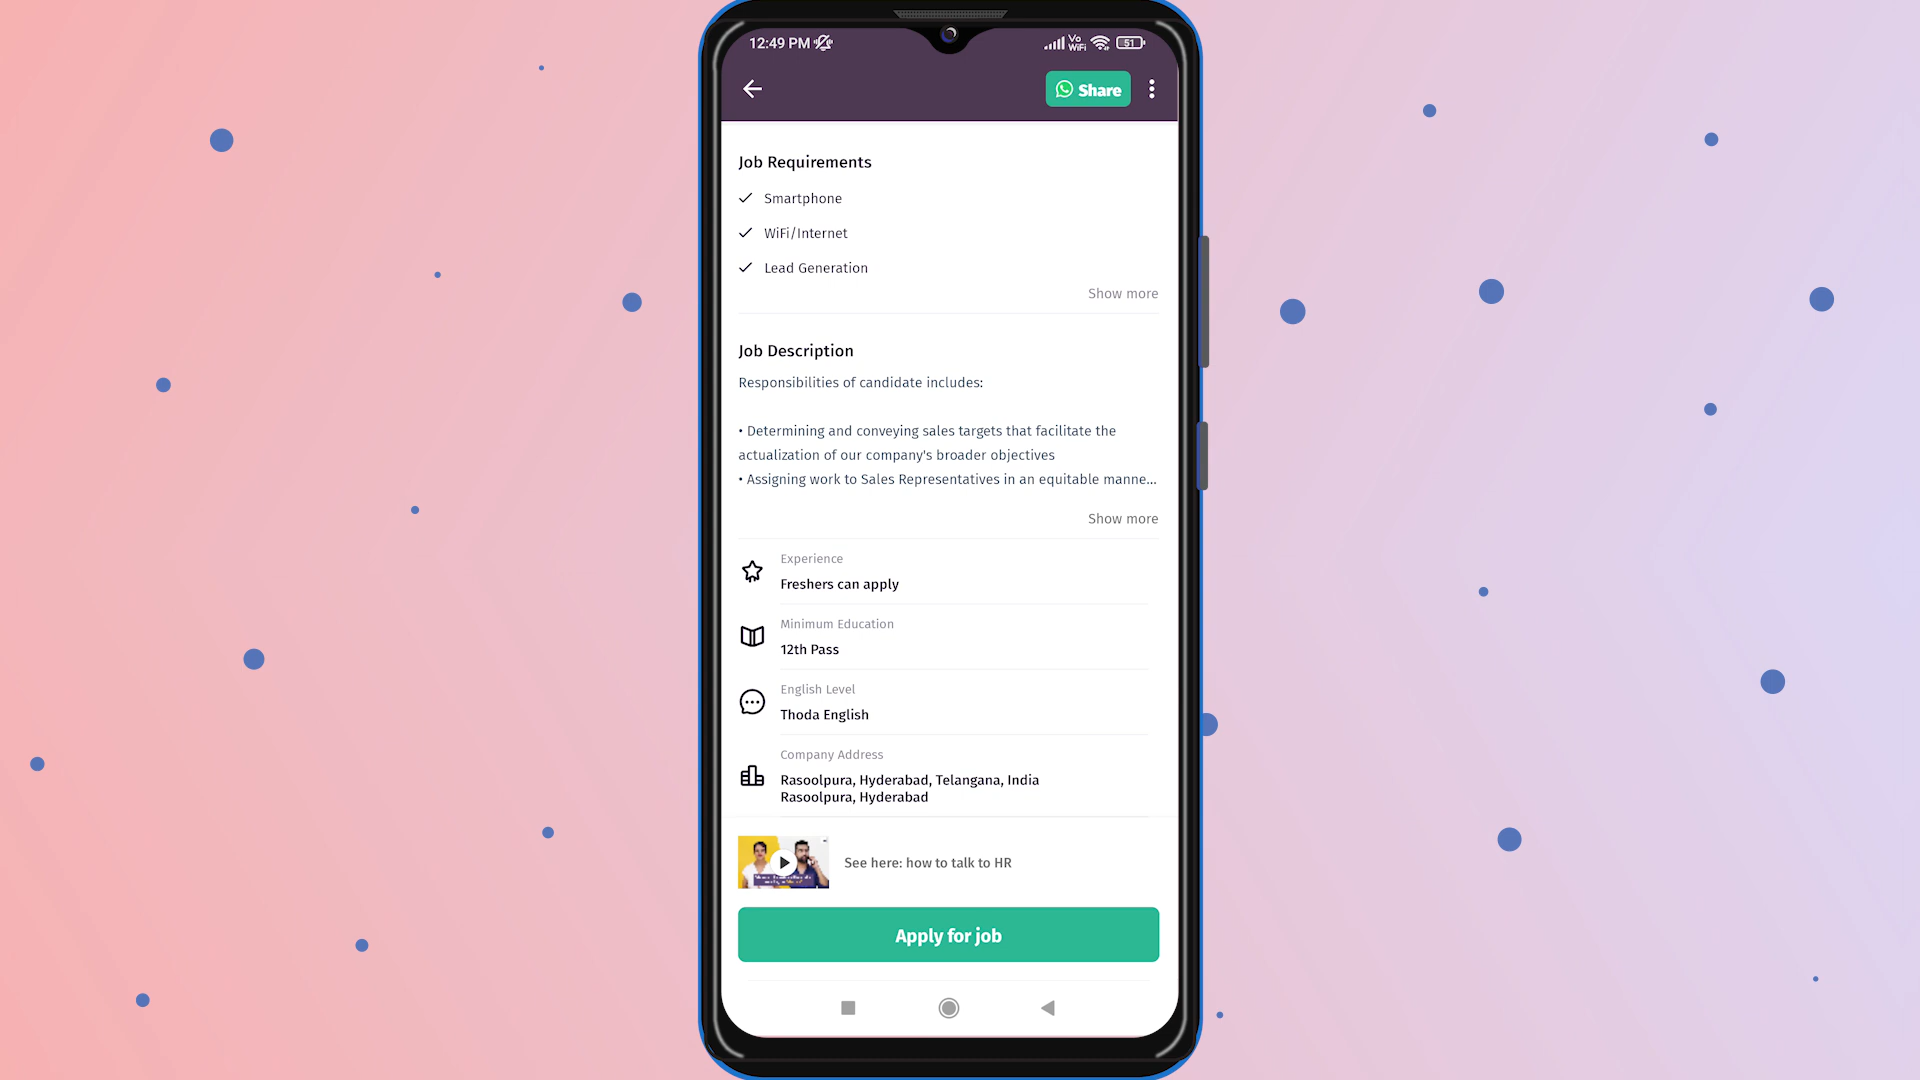 12:49 PM
Vo
WiFi
51
Share
Job Requirements
Smartphone
WiFi/Internet
Lead Generation
Show more
Job Description
Responsibilities of candidate includes:
• Determining and conveying sales targets that facilitate the
actualization of our company's broader objectives
• Assigning work to Sales Representatives in an equitable manne...
Show more
Experience
Freshers can apply
Minimum Education
12th Pass
English Level
Thoda English
Company Address
Rasoolpura, Hyderabad, Telangana, India
Rasoolpura, Hyderabad
See here: how to talk to HR
Apply for job